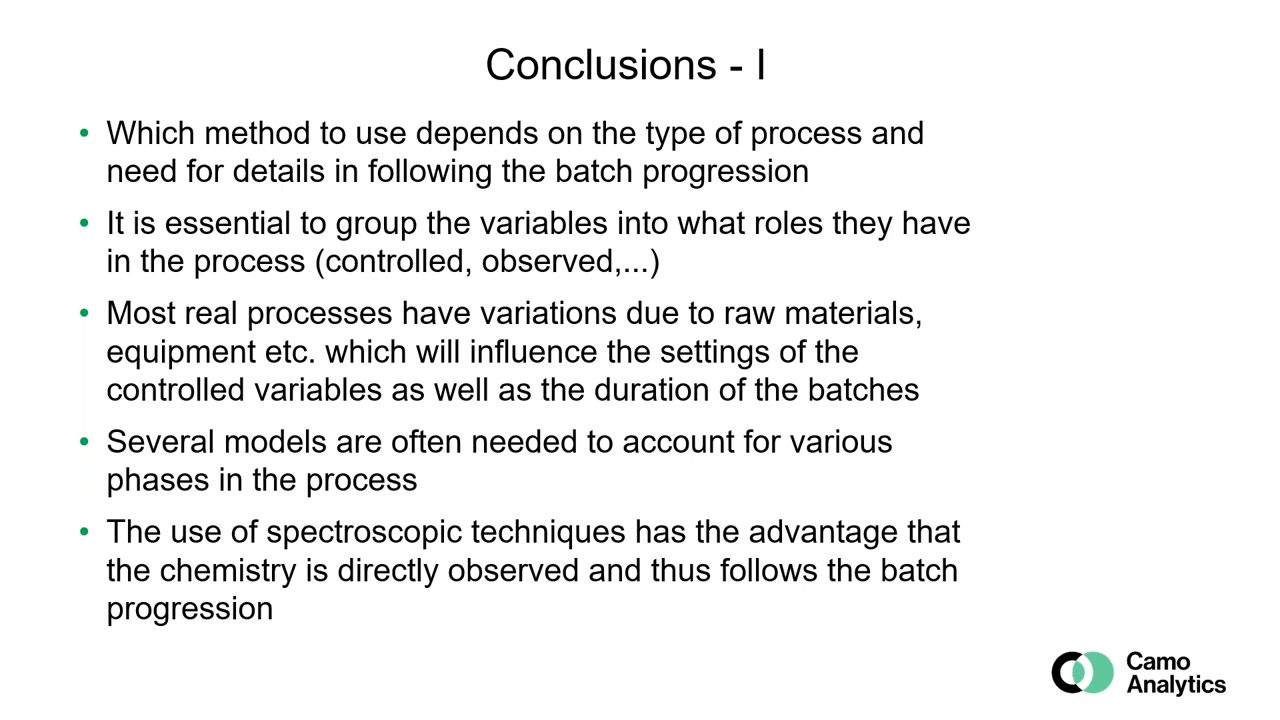 Conclusions - I
• Which method to use depends on the type of process and
need for details in following the batch progression
• It is essential to group the variables into what roles they have
in the process (controlled, observed,...)
• Most real processes have variations due to raw materials,
equipment etc. which will influence the settings of the
controlled variables as well as the duration of the batches
• Several models are often needed to account for various
phases in the process
• The use of spectroscopic techniques has the advantage that
the chemistry is directly observed and thus follows the batch
progression
Camo
Analytics